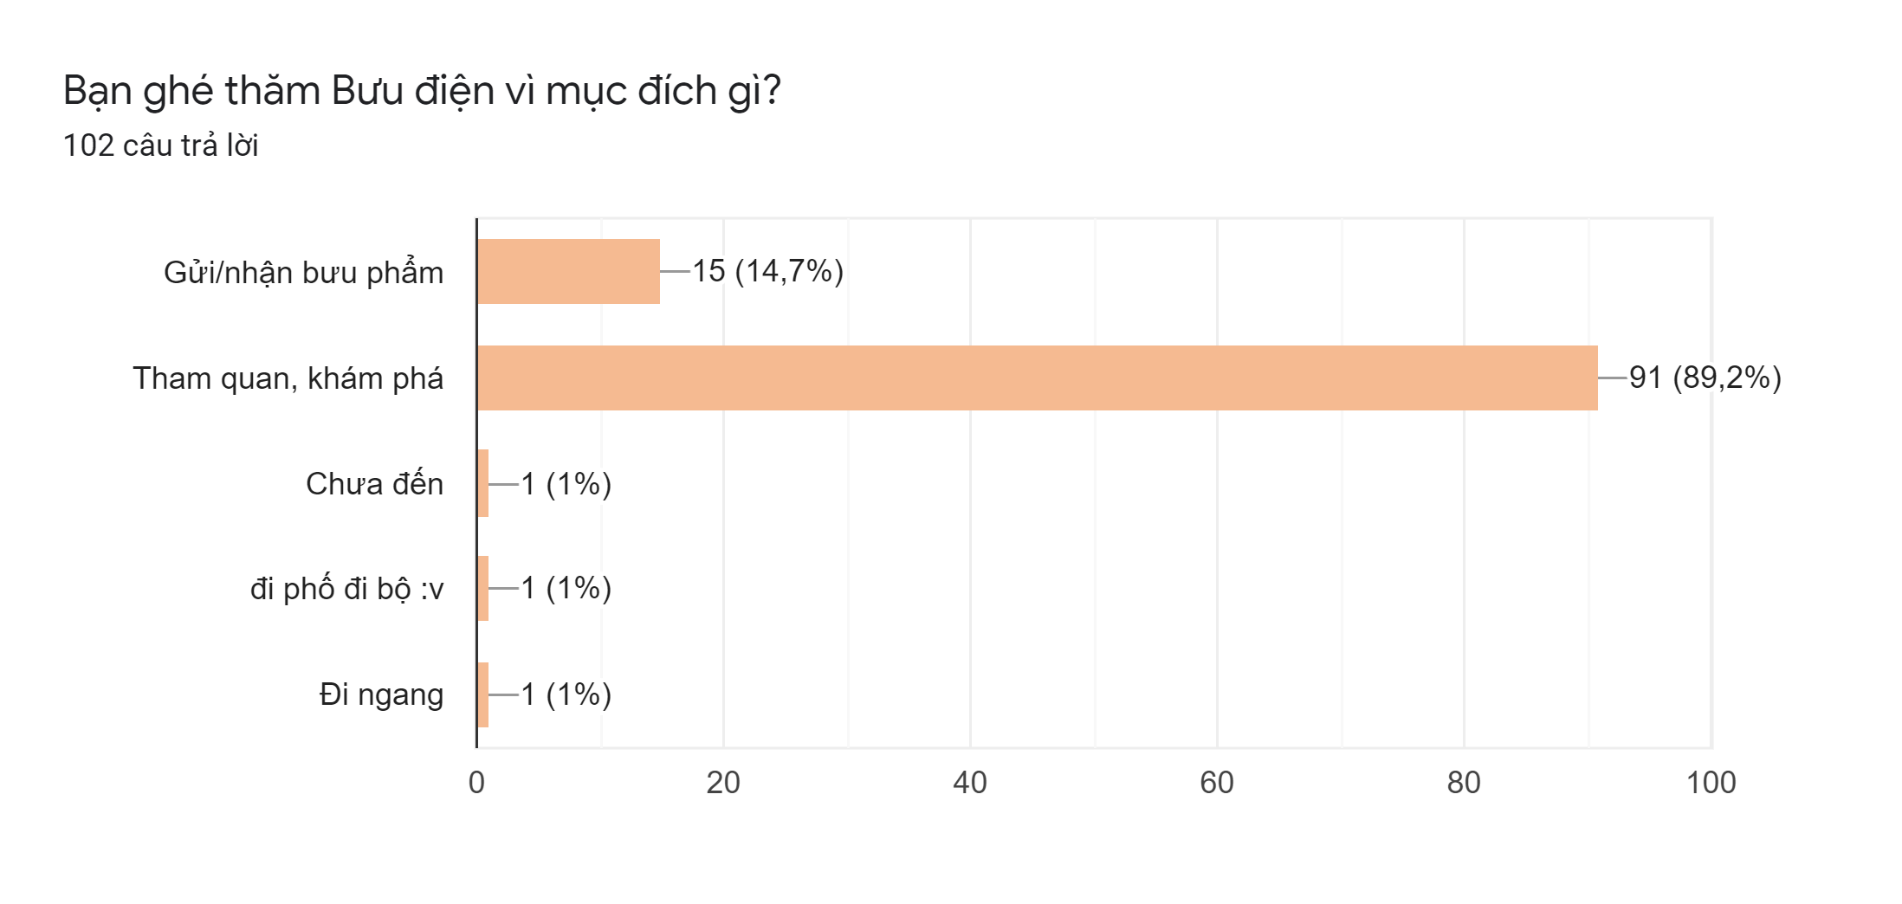 Bạn ghé thăm Bưu điện vì mục đích gì?
102 câu trả lời
Gửi/nhận bưu phẩm 15 (14,7%)
Tham quan, khám phá 91 (89,2%)
Chưa đến 1 (1%)
đi phố đi bộ :v 1 (1%)
Đi ngang 1 (1%)
0 20 40 60 80 100